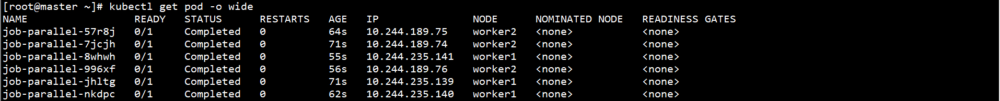 [root@master ~]# kubectl get pod -o wide
NAME                 READY   STATUS      RESTARTS   AGE   IP               NODE      NOMINATED NODE   READINESS GATES
job-parallel-57r8j   0/1     Completed   0          64s   10.244.189.75    worker2   <none>           <none>
job-parallel-7jcjh   0/1     Completed   0          71s   10.244.189.74    worker2   <none>           <none>
job-parallel-8whwh   0/1     Completed   0          55s   10.244.235.141   worker1   <none>           <none>
job-parallel-996xf   0/1     Completed   0          56s   10.244.189.76    worker2   <none>           <none>
job-parallel-jhltg   0/1     Completed   0          71s   10.244.235.139   worker1   <none>           <none>
job-parallel-nkdpc   0/1     Completed   0          62s   10.244.235.140   worker1   <none>           <none>